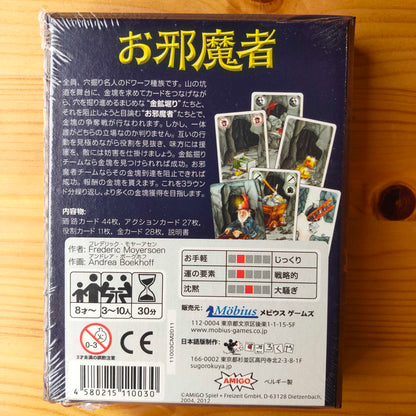 お邪魔者
全員、穴掘り名人のドワーフ種族です。山の坑
道を舞台に、金塊を求めてカードをつなげなが
ら、穴を掘り進めるまじめな“金鉱掘り”たちと、
それを阻止しようと目論む“お邪魔者”たちとで、
金塊の争奪戦が行なわれます。しかし、一体
誰がどちらの立場なのか判りません。互いの行動
を見極めながら役割を見抜き、味方には援
護を、敵には妨害を仕掛けましょう。金鉱掘り
チームなら金塊を見つけられれば成功。お邪魔
者チームならその金塊到達を阻止できれば成
功。報酬の金塊を貰えます。これを3ラウン
ド分繰り返し、より多くの金塊獲得を目指します。
内容物:
通路カード 44枚、アクションカード 27枚、
役割カード 11枚、金カード 28枚、説明書
フレデリック・モイヤーアセン
作者: Frederic Moyersoen
アンドレア・ボークホフ
作画: Andrea Boekhoff
8才〜
3〜10人
30分
お手軽
じっくり
運の要素
戦略的
沈黙
大騒ぎ
販売元:
Möbius メビウス ゲームズ
112-0004 東京都文京区後楽 1-1-15-5F
www.mobius-games.co.jp
日本語版制作:
166-0002 東京都杉並区高円寺北 2-3-8-2F
sugorokuya.jp
0-3
CE
3才未満の誤飲注意
4 580215 110030
11003CM2011
AMIGO
ベルギー製
©AMIGO Spiel + Freizeit GmbH, D-63128 Dietzenbach,
2004, 2012